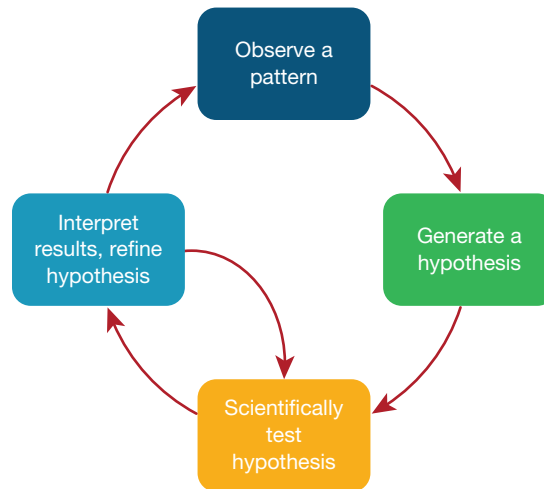 Observe a
pattern
Generate a
hypothesis
Scientifically
test
hypothesis
Interpret
results, refine
hypothesis